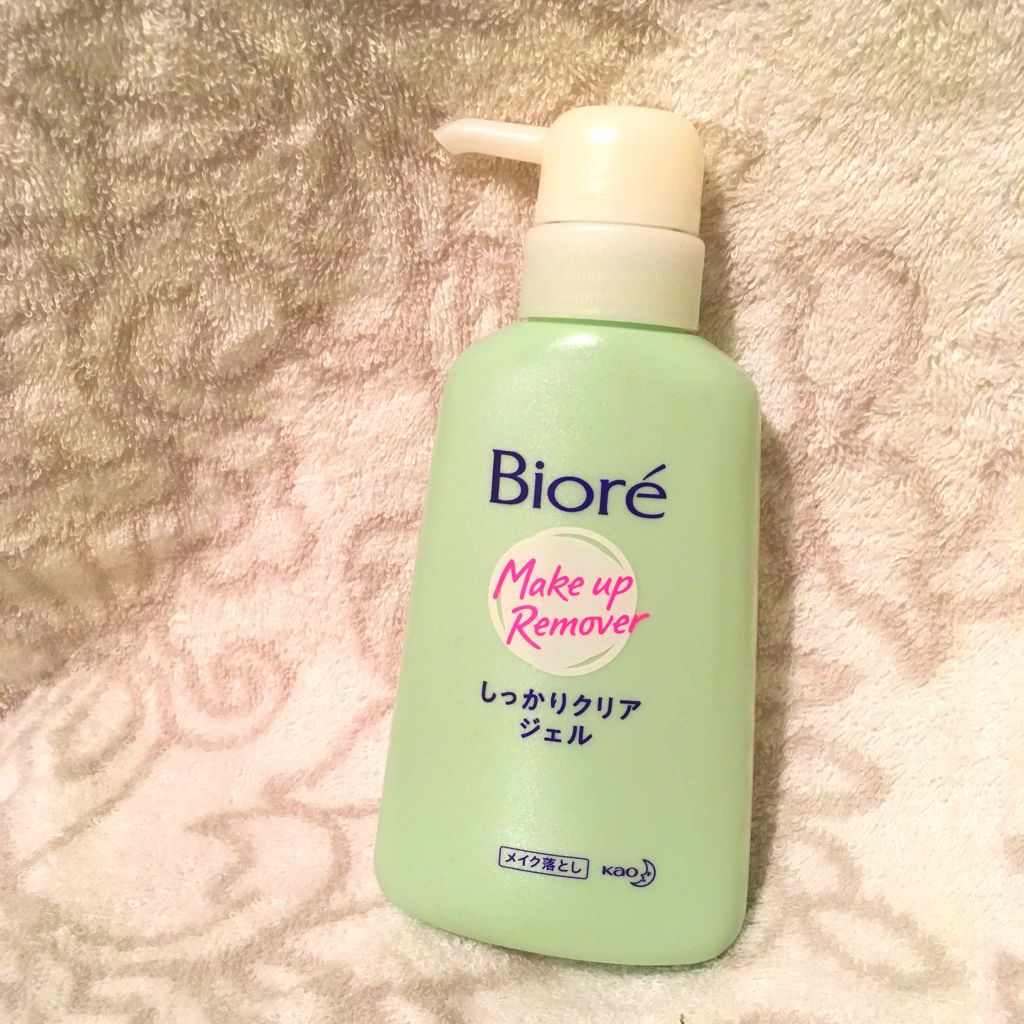 Bioré
Make up
Remover
しっかりクリア
ジェル
メイク落とし
Kao